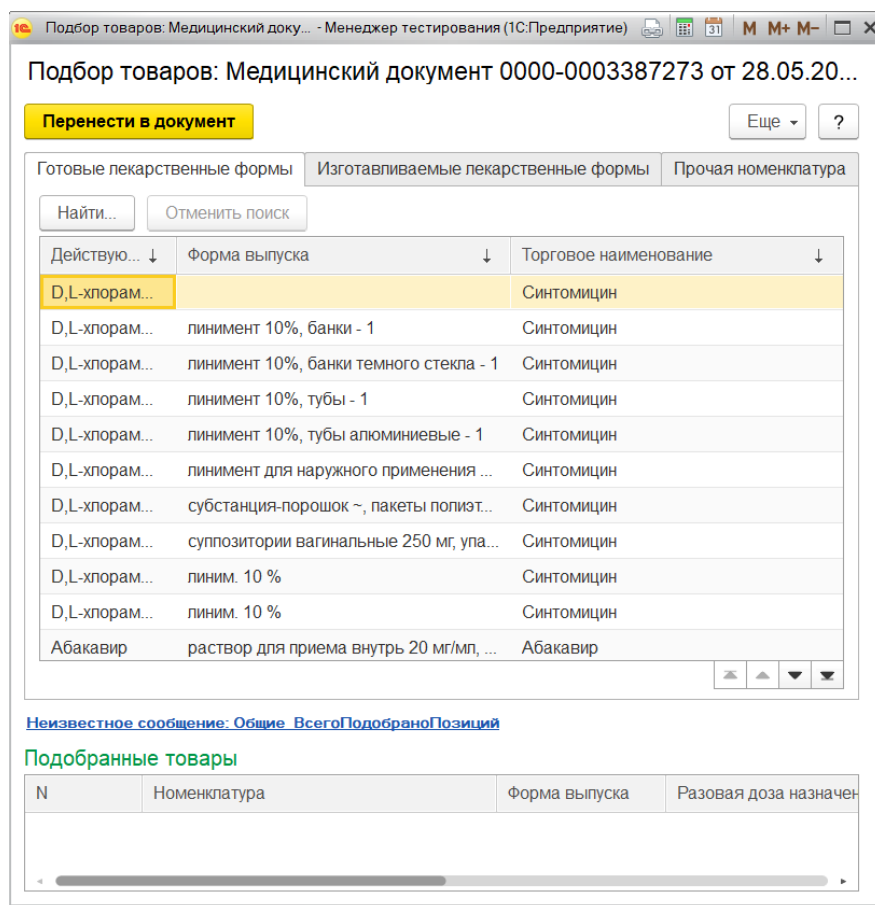 1С Подбор товаров: Медицинский доку... - Менеджер тестирования (1С:Предприятие) 31 M M+ M-
Подбор товаров: Медицинский документ 0000-0003387273 от 28.05.20...
Перенести в документ Еще ?
Готовые лекарственные формы Изготавливаемые лекарственные формы Прочая номенклатура
Найти... Отменить поиск
Действую... ↓ Форма выпуска ↓ Торговое наименование ↓
D,L-хлорам... Синтомицин
D,L-хлорам... линимент 10%, банки - 1 Синтомицин
D,L-хлорам... линимент 10%, банки темного стекла - 1 Синтомицин
D,L-хлорам... линимент 10%, тубы - 1 Синтомицин
D,L-хлорам... линимент 10%, тубы алюминиевые - 1 Синтомицин
D,L-хлорам... линимент для наружного применения ... Синтомицин
D,L-хлорам... субстанция-порошок ~, пакеты полиэт... Синтомицин
D,L-хлорам... суппозитории вагинальные 250 мг, упа... Синтомицин
D,L-хлорам... линим. 10 % Синтомицин
D,L-хлорам... линим. 10 % Синтомицин
Абакавир раствор для приема внутрь 20 мг/мл, ... Абакавир
Неизвестное сообщение: Общие_ВсегоПодобраноПозиций
Подобранные товары
N Номенклатура Форма выпуска Разовая доза назначен